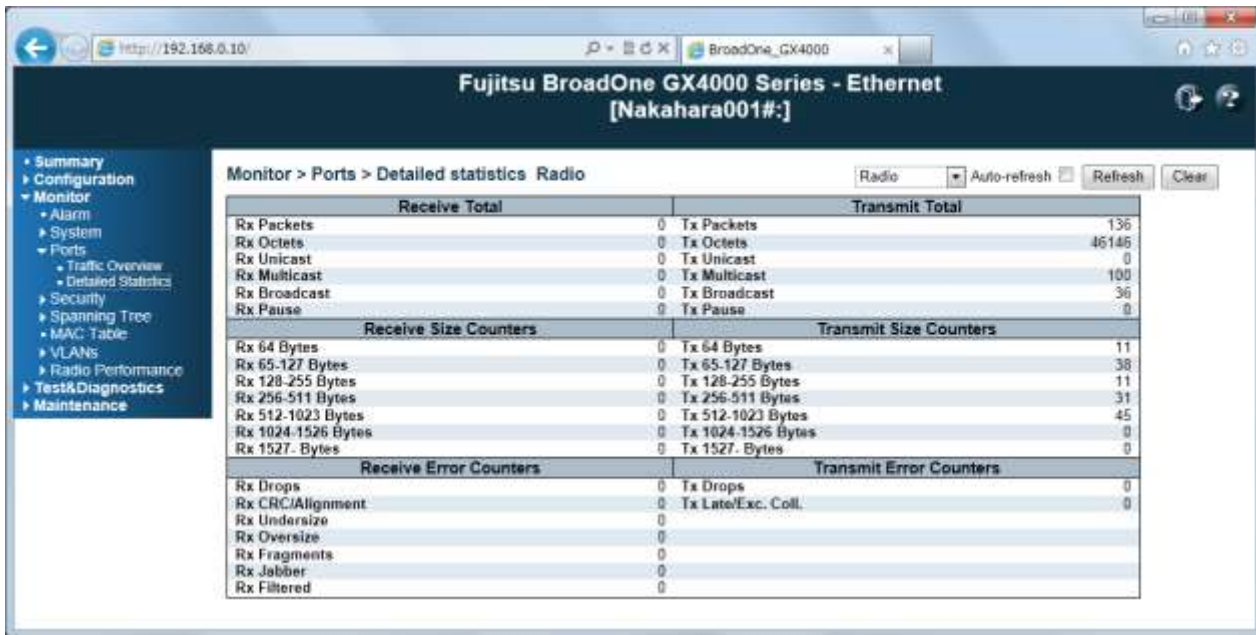 http://192.168.0.10/
BroadOne_GX4000
Fujitsu BroadOne GX4000 Series - Ethernet
[Nakahara001#:]
Summary
Configuration
Monitor
Alarm
System
Ports
Traffic Overview
Detailed Statistics
Security
Spanning Tree
MAC Table
VLANs
Radio Performance
Test&Diagnostics
Maintenance
Monitor > Ports > Detailed statistics Radio
Radio Auto-refresh Refresh Clear
Receive Total Transmit Total
Rx Packets 0 Tx Packets 136
Rx Octets 0 Tx Octets 46146
Rx Unicast 0 Tx Unicast 0
Rx Multicast 0 Tx Multicast 100
Rx Broadcast 0 Tx Broadcast 36
Rx Pause 0 Tx Pause 0
Receive Size Counters Transmit Size Counters
Rx 64 Bytes 0 Tx 64 Bytes 11
Rx 65-127 Bytes 0 Tx 65-127 Bytes 38
Rx 128-255 Bytes 0 Tx 128-255 Bytes 11
Rx 256-511 Bytes 0 Tx 256-511 Bytes 31
Rx 512-1023 Bytes 0 Tx 512-1023 Bytes 45
Rx 1024-1526 Bytes 0 Tx 1024-1526 Bytes 0
Rx 1527- Bytes 0 Tx 1527- Bytes 0
Receive Error Counters Transmit Error Counters
Rx Drops 0 Tx Drops 0
Rx CRC/Alignment 0 Tx Late/Exc. Coll. 0
Rx Undersize 0
Rx Oversize 0
Rx Fragments 0
Rx Jabber 0
Rx Filtered 0